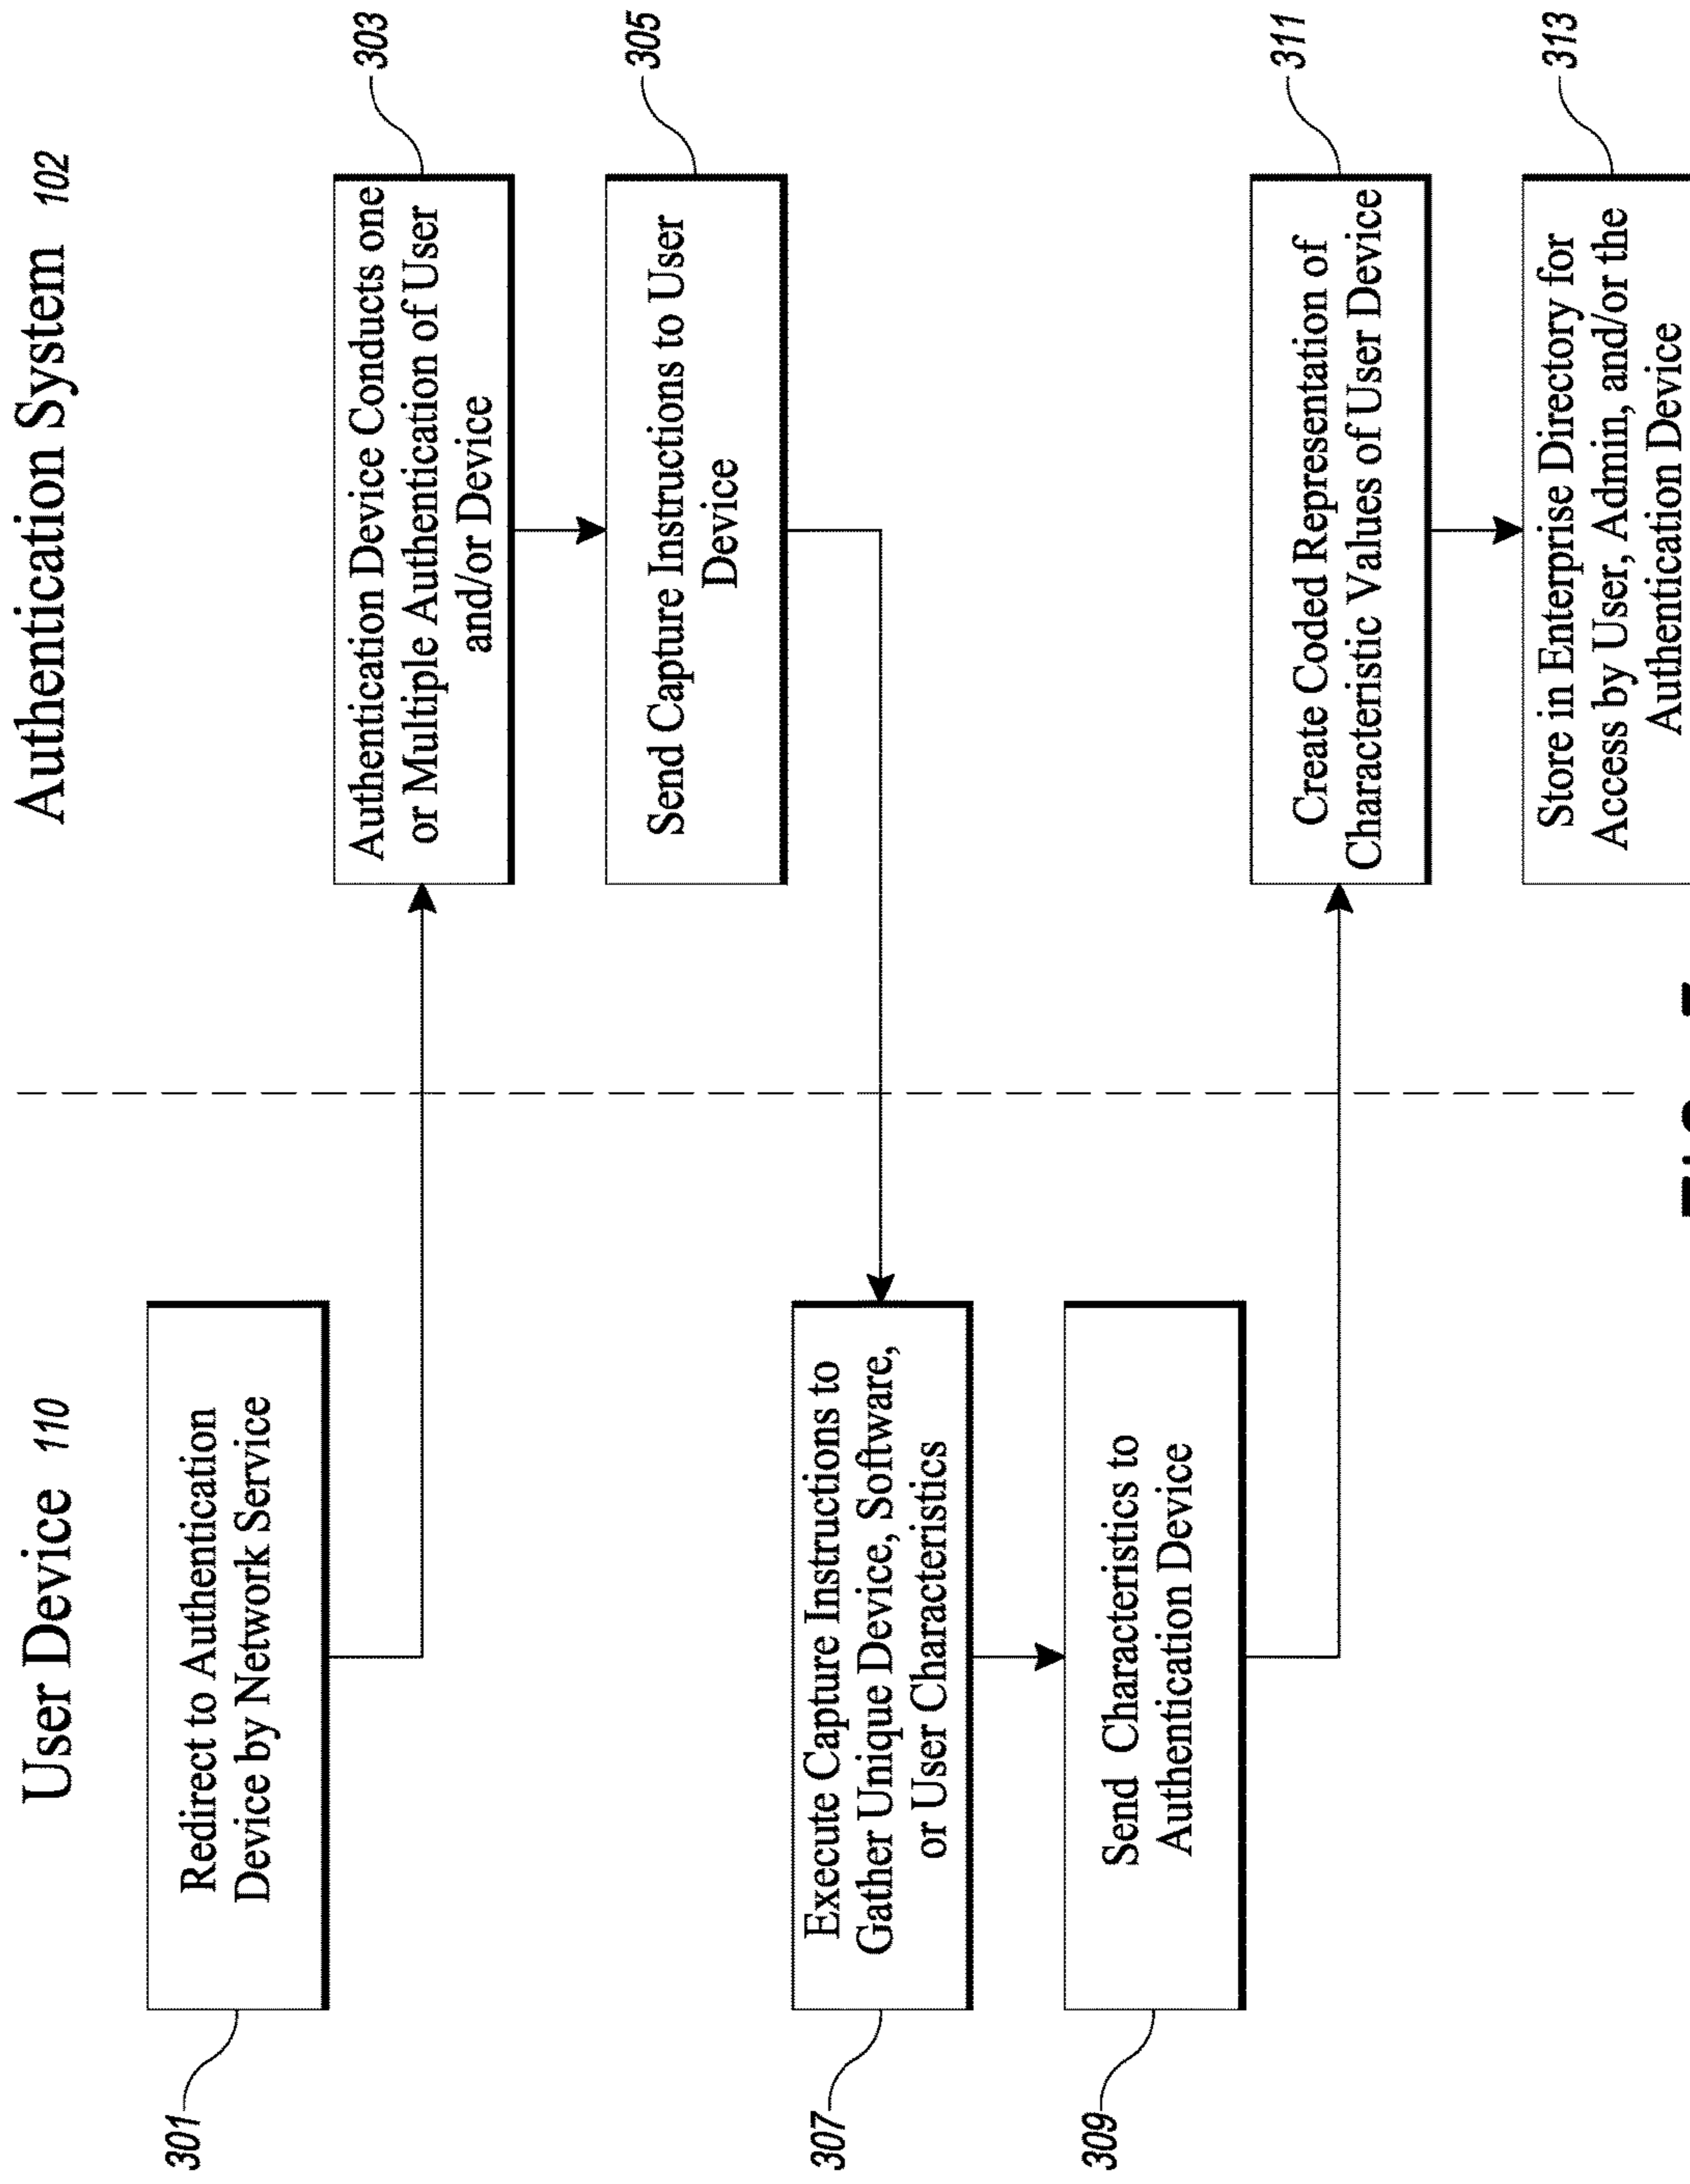 User Device 110
Authentication System 102
301
Redirect to Authentication
Device by Network Service
303
Authentication Device Conducts one
or Multiple Authentication of User
and/or Device
305
Send Capture Instructions to User
Device
307
Execute Capture Instructions to
Gather Unique Device, Software,
or User Characteristics
309
Send Characteristics to
Authentication Device
311
Create Coded Representation of
Characteristic Values of User Device
313
Store in Enterprise Directory for
Access by User, Admin, and/or the
Authentication Device